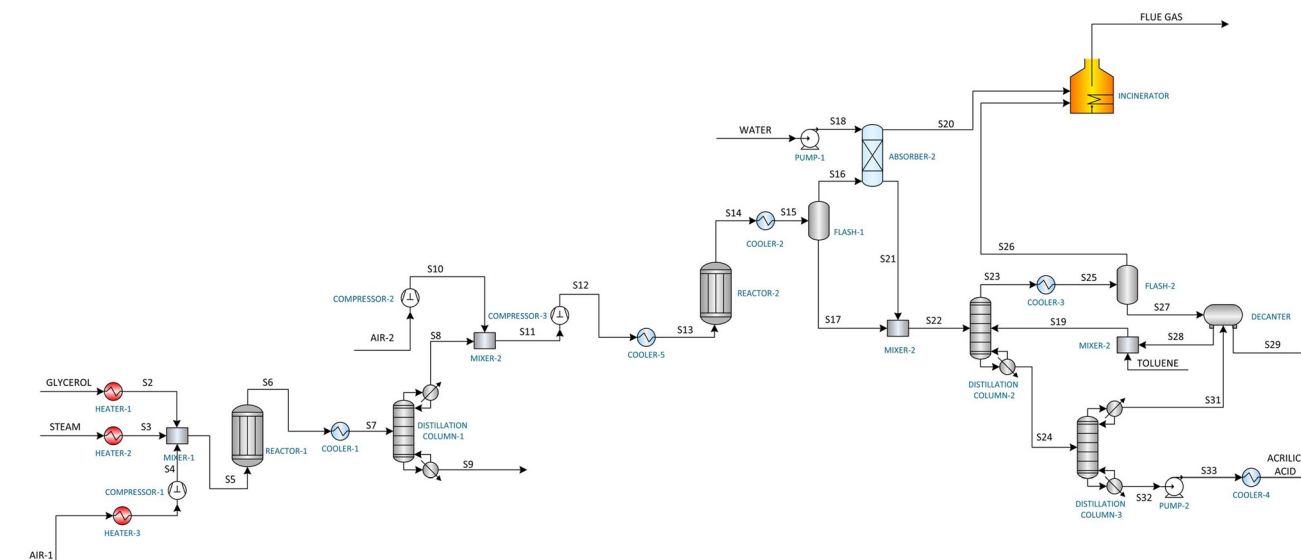 FLUE GAS
INCINERATOR
WATER
S18
S20
PUMP-1
ABSORBER-2
S16
S14
S15
FLASH-1
COOLER-2
S21
S26
S10
S12
REACTOR-2
S23
S25
FLASH-2
COMPRESSOR-2
COMPRESSOR-3
COOLER-3
S27
S17
S22
S19
DECANTER
AIR-2
S8
S11
S13
MIXER-2
COOLER-5
MIXER-2
MIXER-2
S28
S29
TOLUENE
GLYCEROL
S2
S6
DISTILLATION
COLUMN-2
HEATER-1
S31
STEAM
S3
REACTOR-1
S7
DISTILLATION
COLUMN-1
S24
HEATER-2
MIXER-1
COOLER-1
S4
S5
S9
ACRILIC
ACID
COMPRESSOR-1
S33
S32
COOLER-4
DISTILLATION
COLUMN-3
PUMP-2
HEATER-3
AIR-1